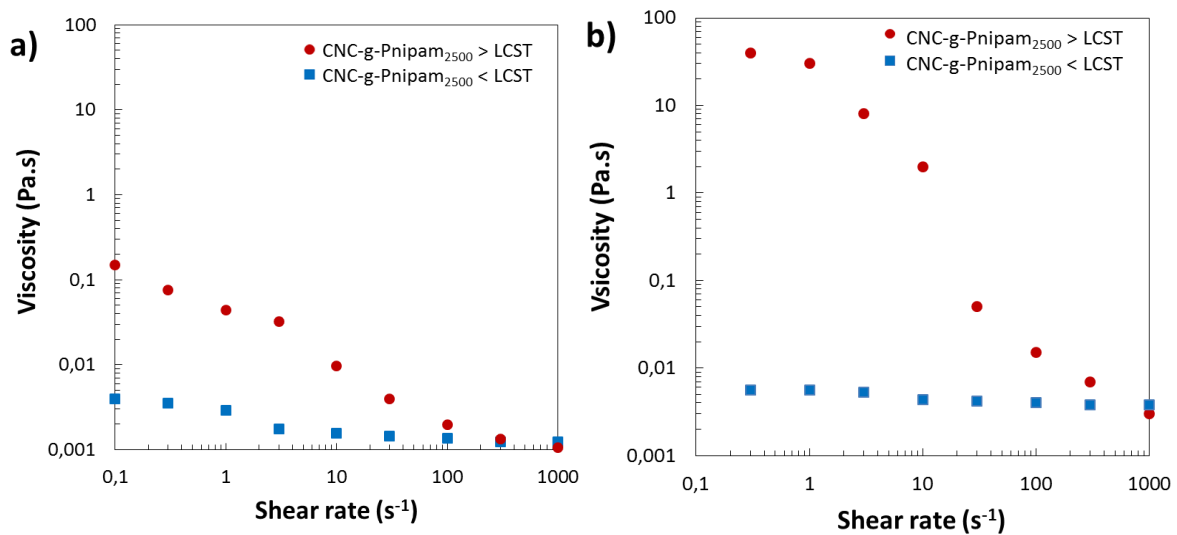 a)
CNC-g-Pnipam2500 > LCST
CNC-g-Pnipam2500 < LCST
100
10
1
0,1
0,01
0,001
Viscosity (Pa.s)
0,1 1 10 100 1000
Shear rate (s-1)
b)
CNC-g-Pnipam2500 > LCST
CNC-g-Pnipam2500 < LCST
100
10
1
0,1
0,01
0,001
Vsicosity (Pa.s)
0,1 1 10 100 1000
Shear rate (s-1)